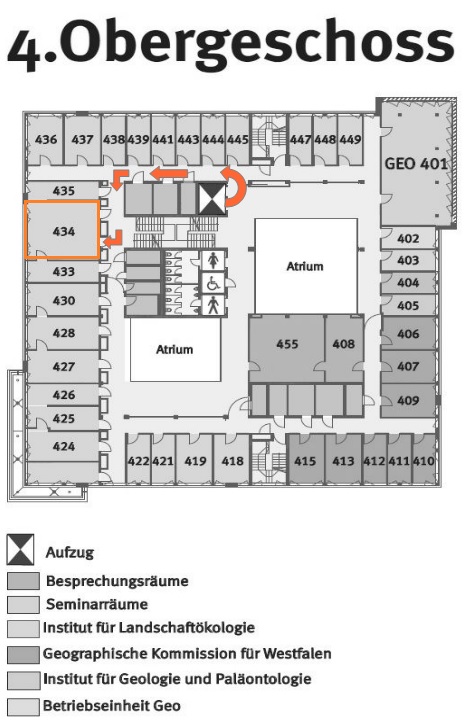 4.Obergeschoss
436 437 438 439 441 443 444 445 447 448 449
GEO 401
435
434
433
430
428
427
426
425
424
402
403
404
405
406
407
409
Atrium
455 408
Atrium
422 421 419 418 415 413 412 411 410
Aufzug
Besprechungsräume
Seminarräume
Institut für Landschaftökologie
Geographische Kommission für Westfalen
Institut für Geologie und Paläontologie
Betriebseinheit Geo